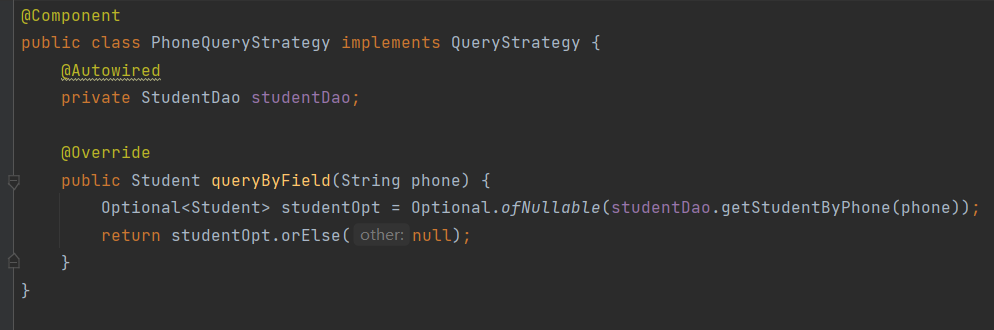 @Component
public class PhoneQueryStrategy implements QueryStrategy {
    @Autowired
    private StudentDao studentDao;

    @Override
    public Student queryByField(String phone) {
        Optional<Student> studentOpt = Optional.ofNullable(studentDao.getStudentByPhone(phone));
        return studentOpt.orElse( other: null);
    }
}